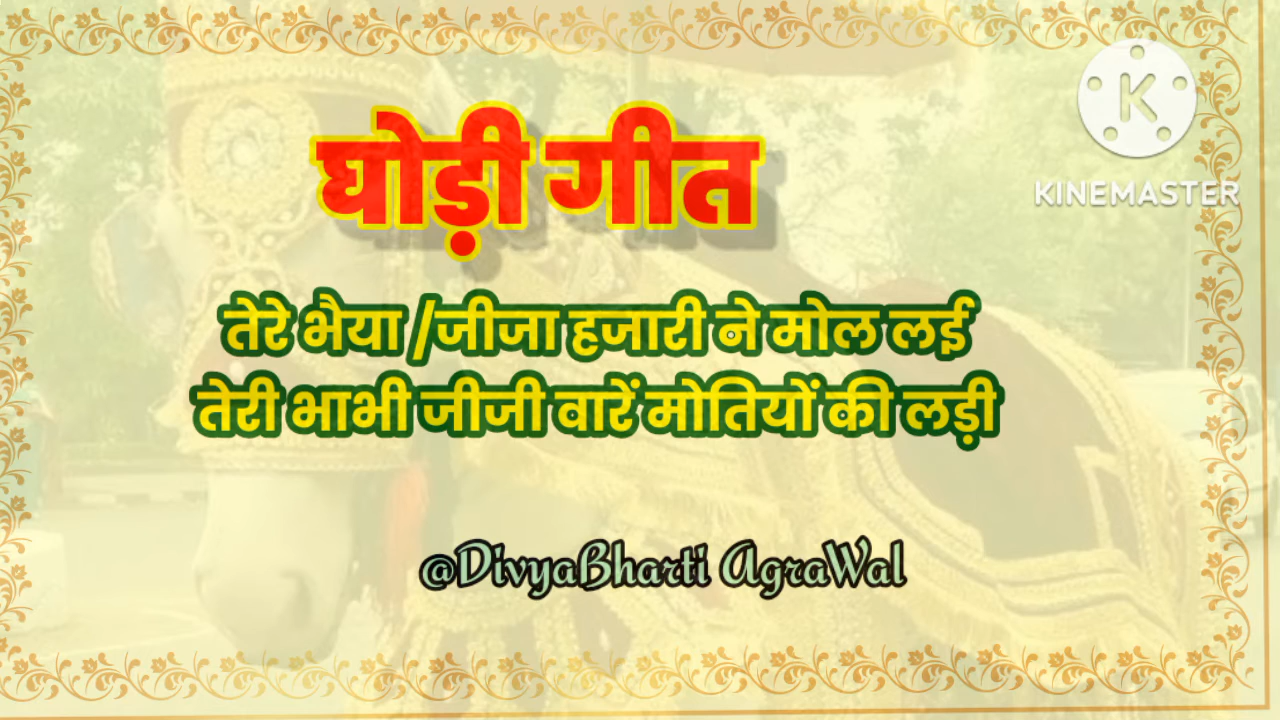 K
KINEMASTER
घोड़ी गीत
तेरे भैया /जीजा हजारी ने मोल लई
तेरी भाभी जीजी वारें मोतियों की लड़ी
@DivyaBharti AgraWal